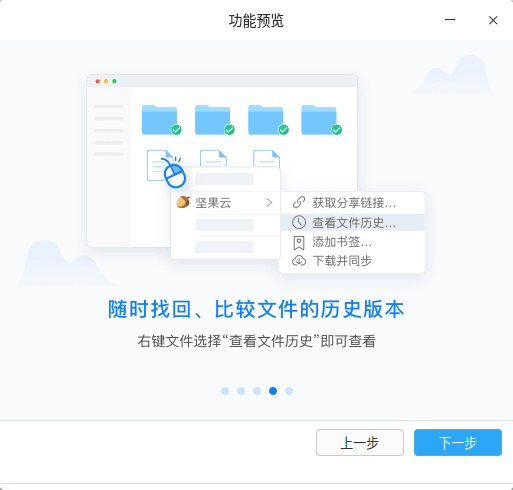 功能预览
坚果云
获取分享链接...
查看文件历史...
添加书签...
下载并同步
随时找回、比较文件的历史版本
右键文件选择“查看文件历史”即可查看
上一步
下一步